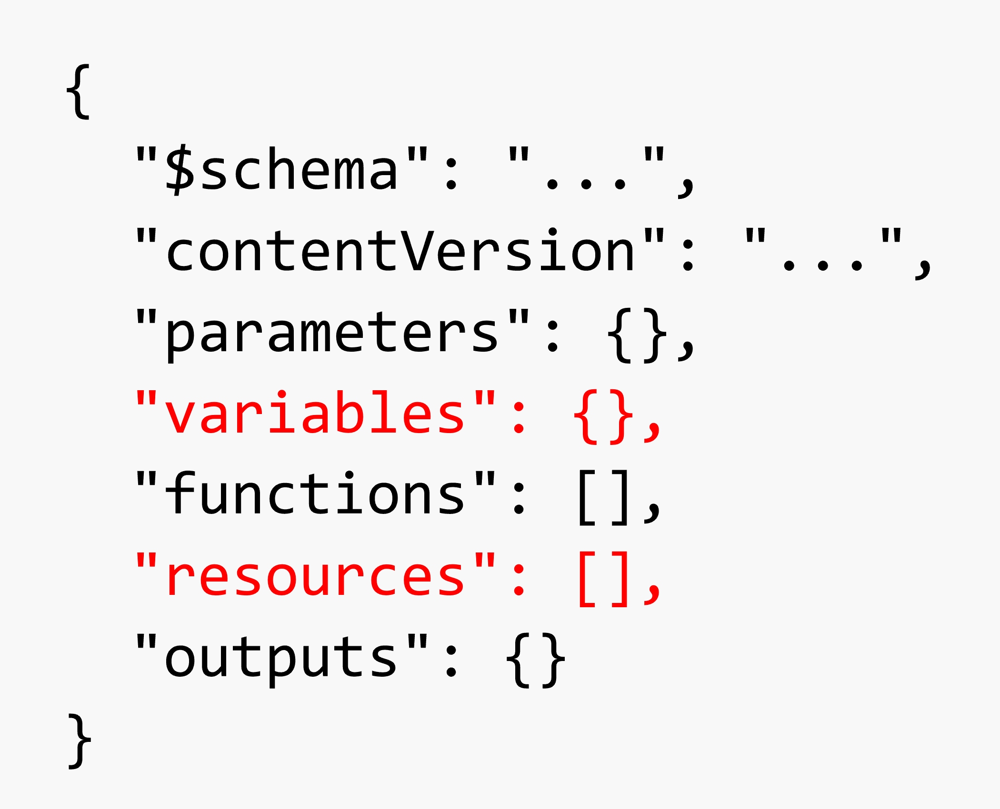 {
"$schema": "...",
"contentVersion": "...",
"parameters": {},
"variables": {},
"functions": [],
"resources": [],
"outputs": {}
}